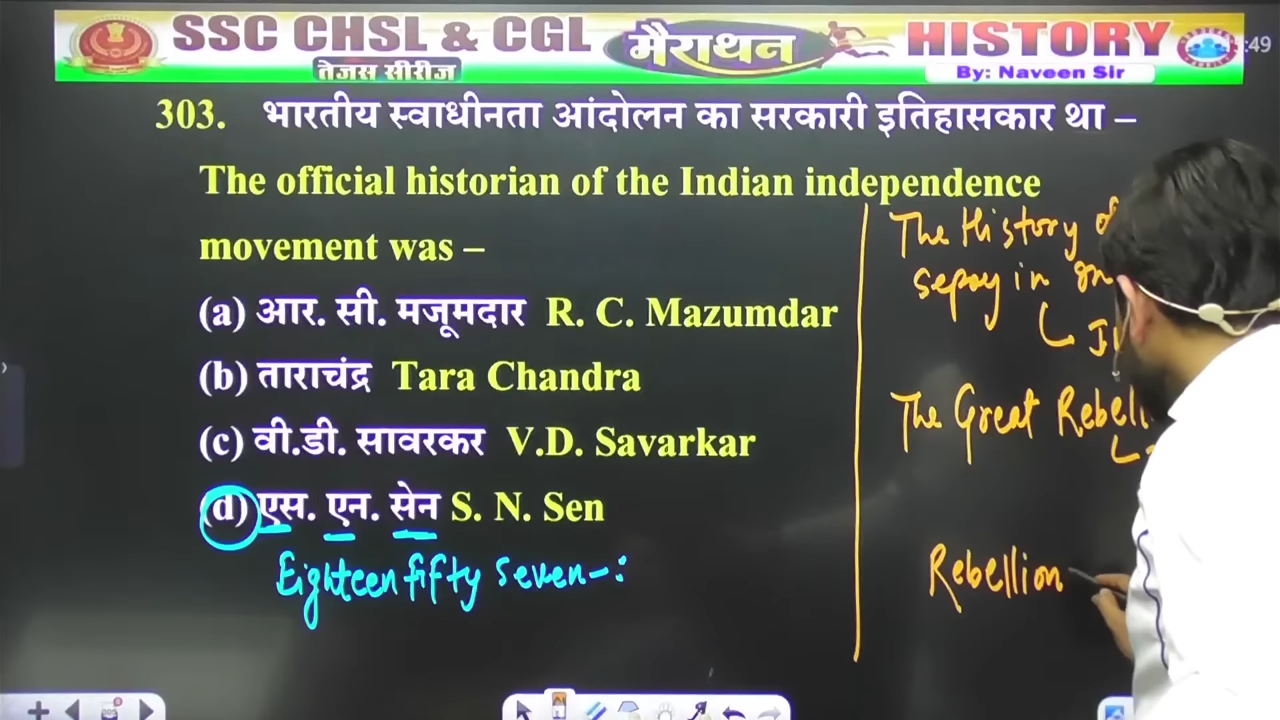 SSC CHSL & CGL मैराथन HISTORY
:49
तेजस सीरीज
By: Naveen Sir
303. भारतीय स्वाधीनता आंदोलन का सरकारी इतिहासकार था –
The official historian of the Indian independence
movement was –
(a) आर. सी. मजूमदार R. C. Mazumdar
(b) ताराचंद्र Tara Chandra
(c) वी.डी. सावरकर V.D. Savarkar
(d) एस. एन. सेन S. N. Sen
Eighteen fifty seven-:
The History of
sepoy in
The Great Rebell
Rebellion